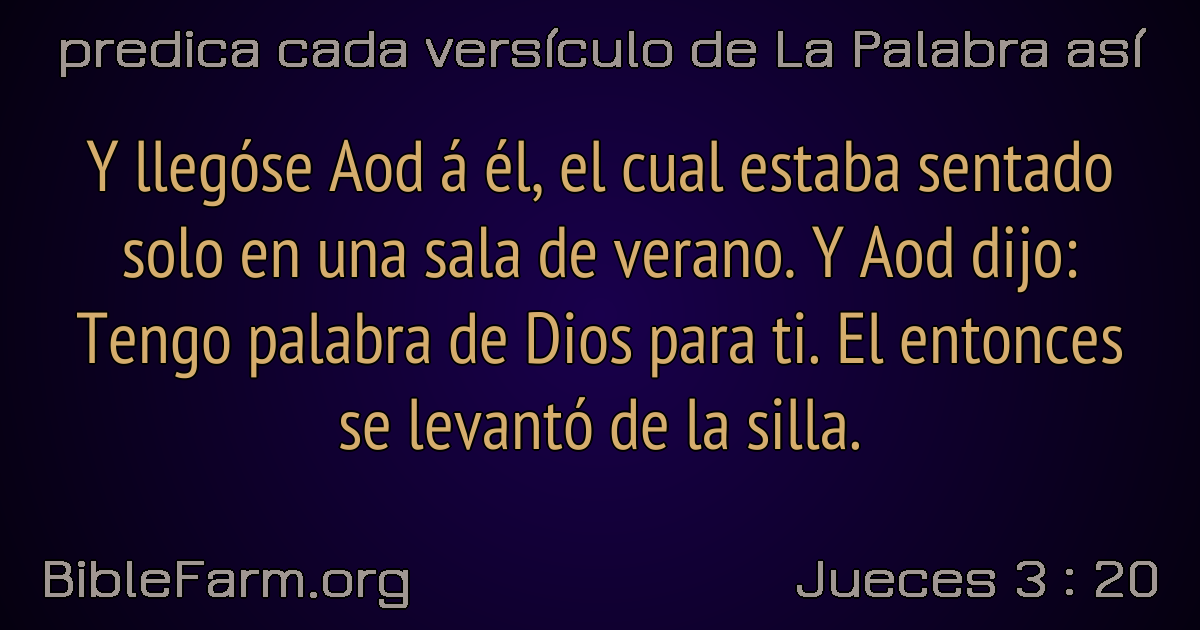 predica cada versículo de La Palabra así
Y llegóse Aod á él, el cual estaba sentado
solo en una sala de verano. Y Aod dijo:
Tengo palabra de Dios para ti. El entonces
se levantó de la silla.
BibleFarm.org
Jueces 3 : 20